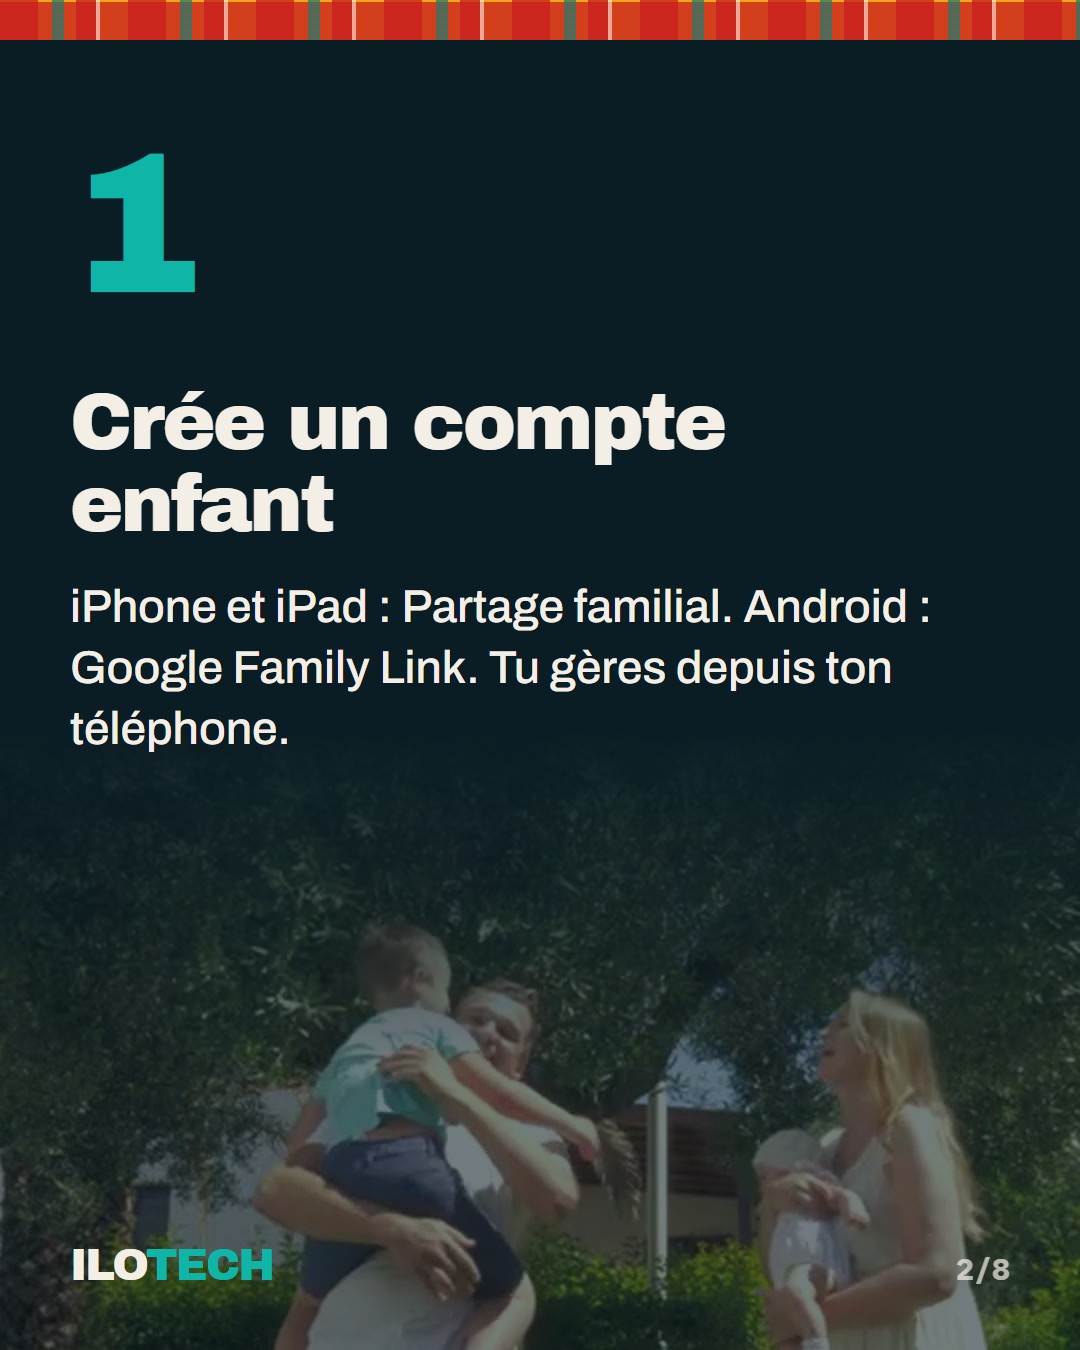 1
Crée un compte
enfant
iPhone et iPad : Partage familial. Android :
Google Family Link. Tu gères depuis ton
téléphone.
ILOTECH
2/8